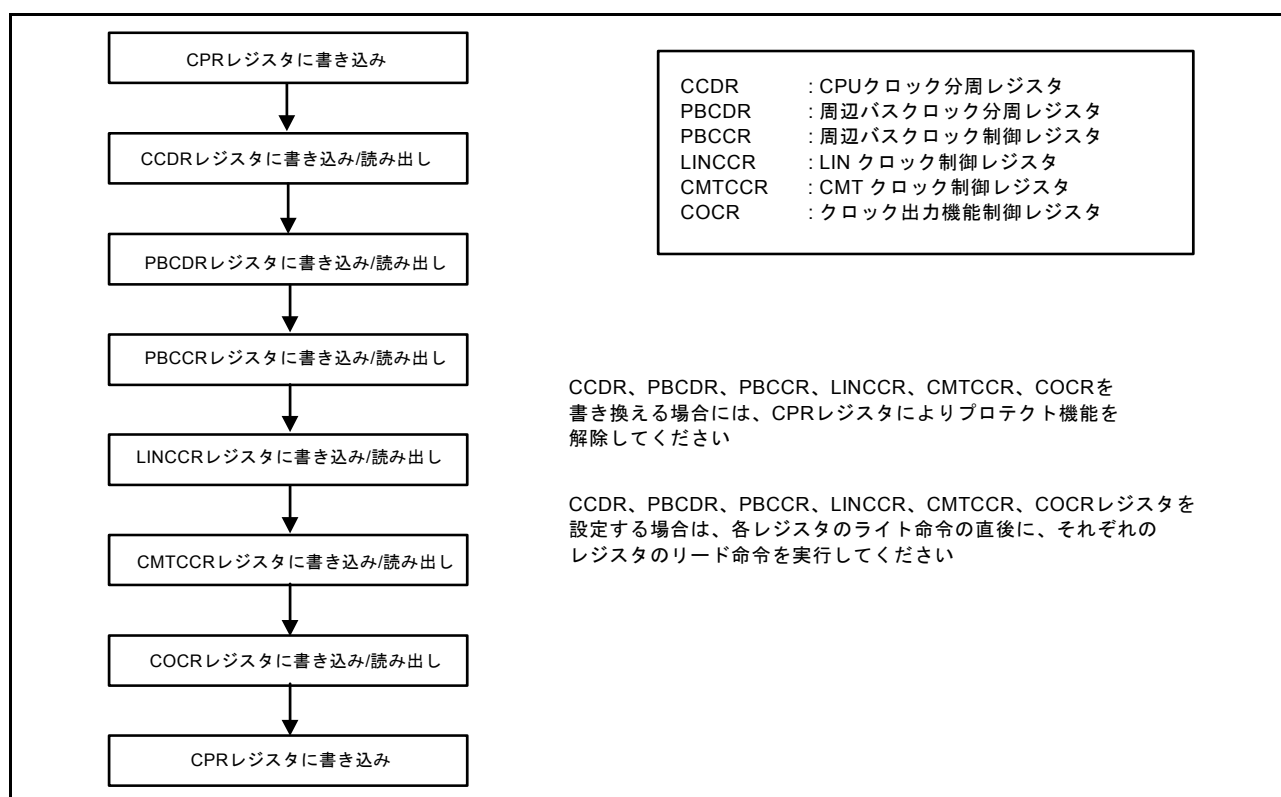 CPRレジスタに書き込み
CCDRレジスタに書き込み/読み出し
PBCDRレジスタに書き込み/読み出し
PBCCRレジスタに書き込み/読み出し
LINCCRレジスタに書き込み/読み出し
CMTCCRレジスタに書き込み/読み出し
COCRレジスタに書き込み/読み出し
CPRレジスタに書き込み
CCDR : CPUクロック分周レジスタ
PBCDR : 周辺バスクロック分周レジスタ
PBCCR : 周辺バスクロック制御レジスタ
LINCCR : LIN クロック制御レジスタ
CMTCCR : CMT クロック制御レジスタ
COCR : クロック出力機能制御レジスタ
CCDR、PBCDR、PBCCR、LINCCR、CMTCCR、COCRを
書き換える場合には、CPRレジスタによりプロテクト機能を
解除してください
CCDR、PBCDR、PBCCR、LINCCR、CMTCCR、COCRレジスタを
設定する場合は、各レジスタのライト命令の直後に、それぞれの
レジスタのリード命令を実行してください